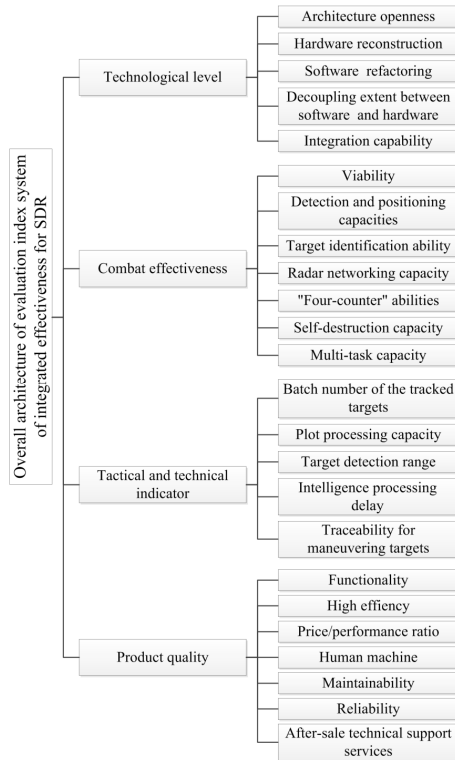 Overall architecture of evaluation index system
of integrated effectiveness for SDR
Technological level
Architecture openness
Hardware reconstruction
Software refactoring
Decoupling extent between
software and hardware
Integration capability
Combat effectiveness
Viability
Detection and positioning
capacities
Target identification ability
Radar networking capacity
"Four-counter" abilities
Self-destruction capacity
Multi-task capacity
Tactical and technical
indicator
Batch number of the tracked
targets
Plot processing capacity
Target detection range
Intelligence processing
delay
Traceability for
maneuvering targets
Product quality
Functionality
High effiency
Price/performance ratio
Human machine
Maintainability
Reliability
After-sale technical support
services